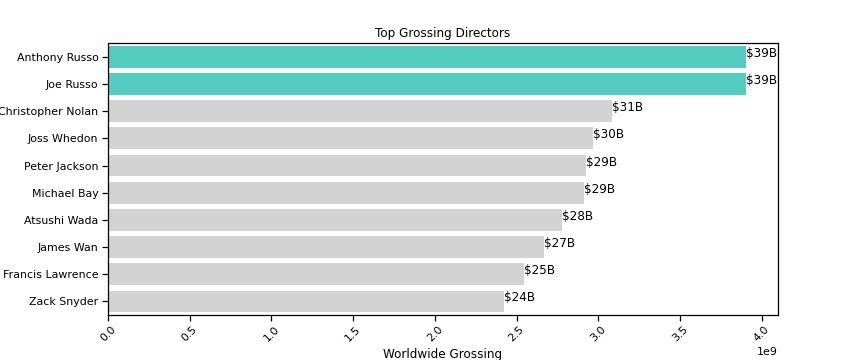 Top Grossing Directors
Anthony Russo $39B
Joe Russo $39B
Christopher Nolan $31B
Joss Whedon $30B
Peter Jackson $29B
Michael Bay $29B
Atsushi Wada $28B
James Wan $27B
Francis Lawrence $25B
Zack Snyder $24B
0.0 0.5 1.0 1.5 2.0 2.5 3.0 3.5 4.0
1e9
Worldwide Grossing